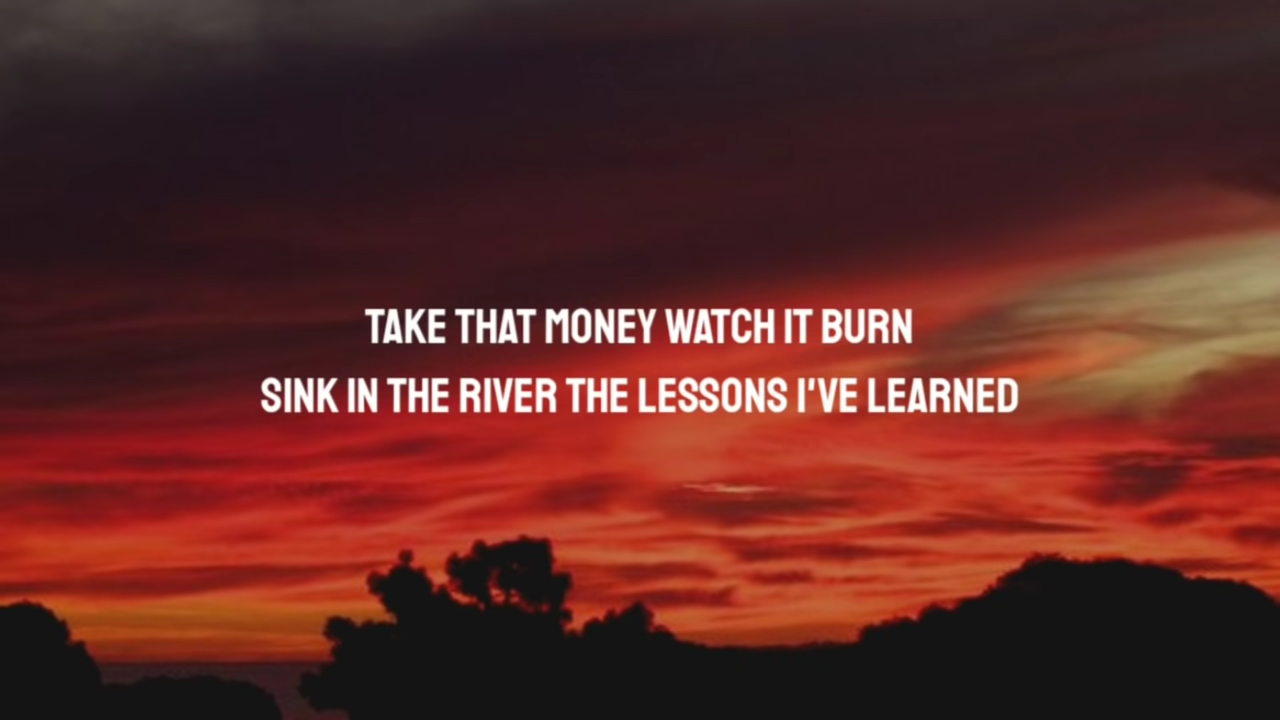 TAKE THAT MONEY WATCH IT BURN
SINK IN THE RIVER THE LESSONS I'VE LEARNED